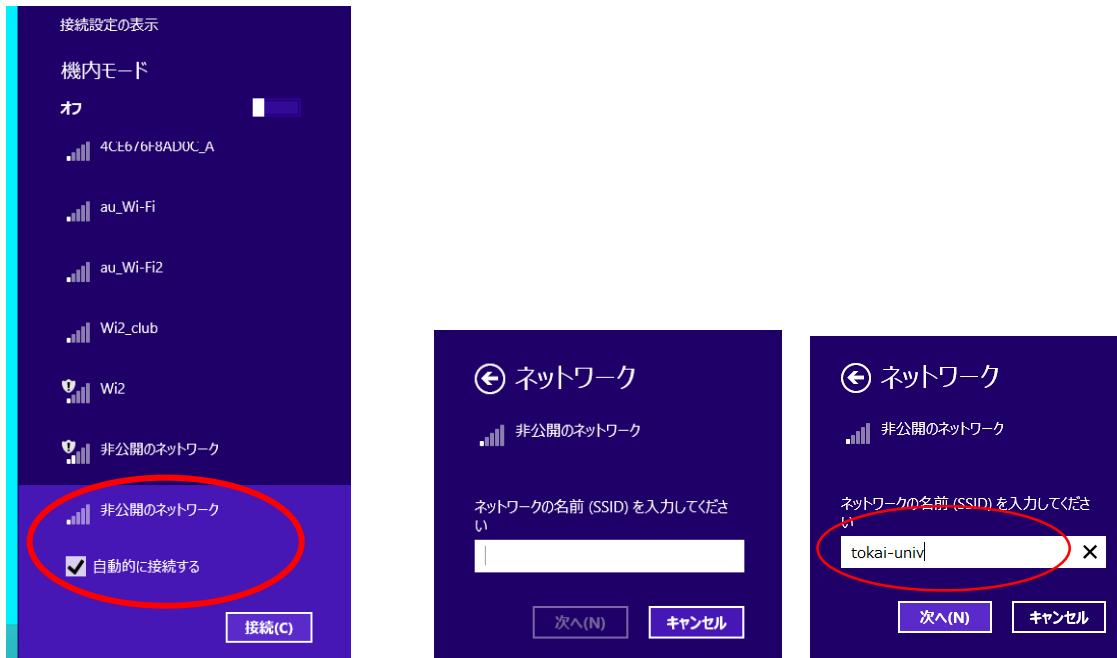 接続設定の表示
機内モード
オフ
4CE676F8AD0C_A
au_Wi-Fi
au_Wi-Fi2
Wi2_club
Wi2
非公開のネットワーク
非公開のネットワーク
自動的に接続する
接続(C)
ネットワーク
非公開のネットワーク
ネットワークの名前 (SSID) を入力してくださ
い
次へ(N) キャンセル
ネットワーク
非公開のネットワーク
ネットワークの名前 (SSID) を入力してくださ
い
tokai-univ
次へ(N) キャンセル